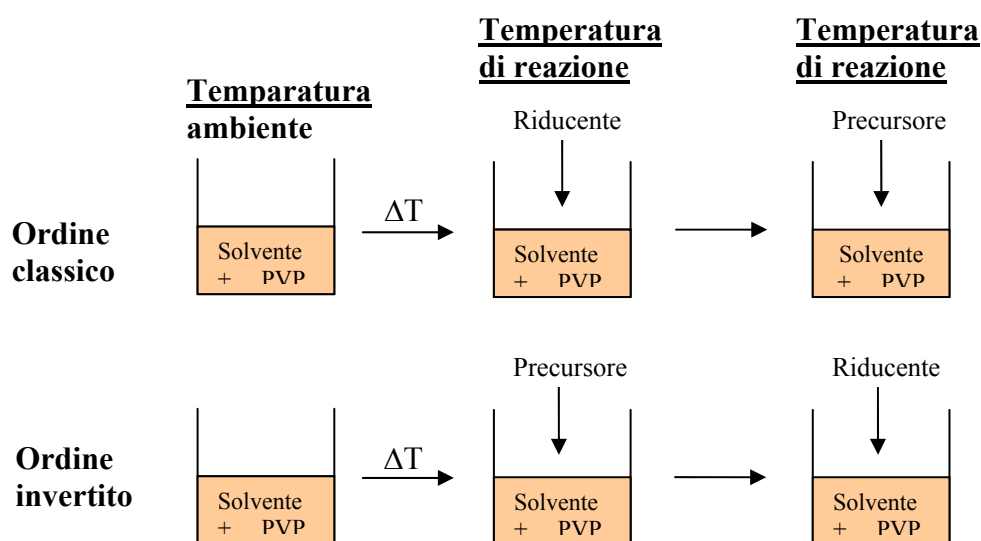 Temperatura
di reazione
Temperatura
di reazione
Temparatura
ambiente
Riducente
Precursore
Ordine
classico
ΔT
Solvente
+ PVP
Solvente
+ PVP
Solvente
+ PVP
Precursore
Riducente
Ordine
invertito
ΔT
Solvente
+ PVP
Solvente
+ PVP
Solvente
+ PVP